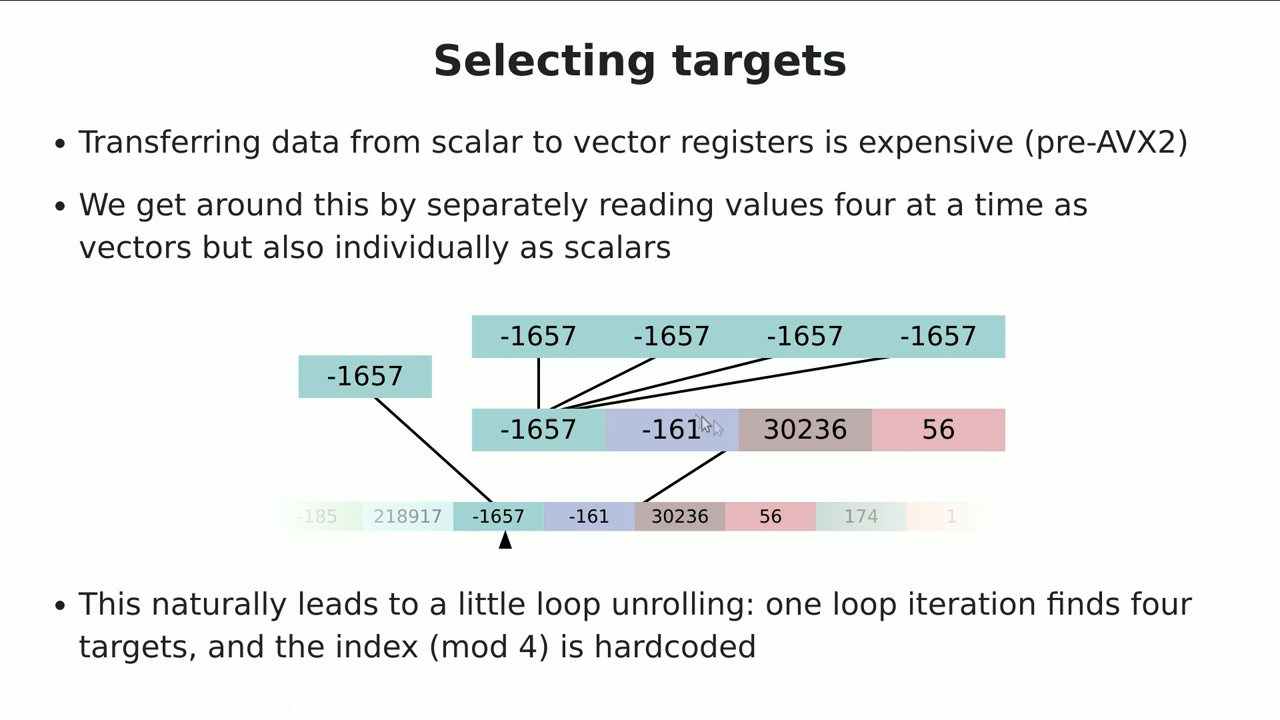 Selecting targets
• Transferring data from scalar to vector registers is expensive (pre-AVX2)
• We get around this by separately reading values four at a time as
vectors but also individually as scalars
-1657 -1657 -1657 -1657
-1657
-1657 -161 30236 56
-185 218917 -1657 -161 30236 56 174 1
• This naturally leads to a little loop unrolling: one loop iteration finds four
targets, and the index (mod 4) is hardcoded